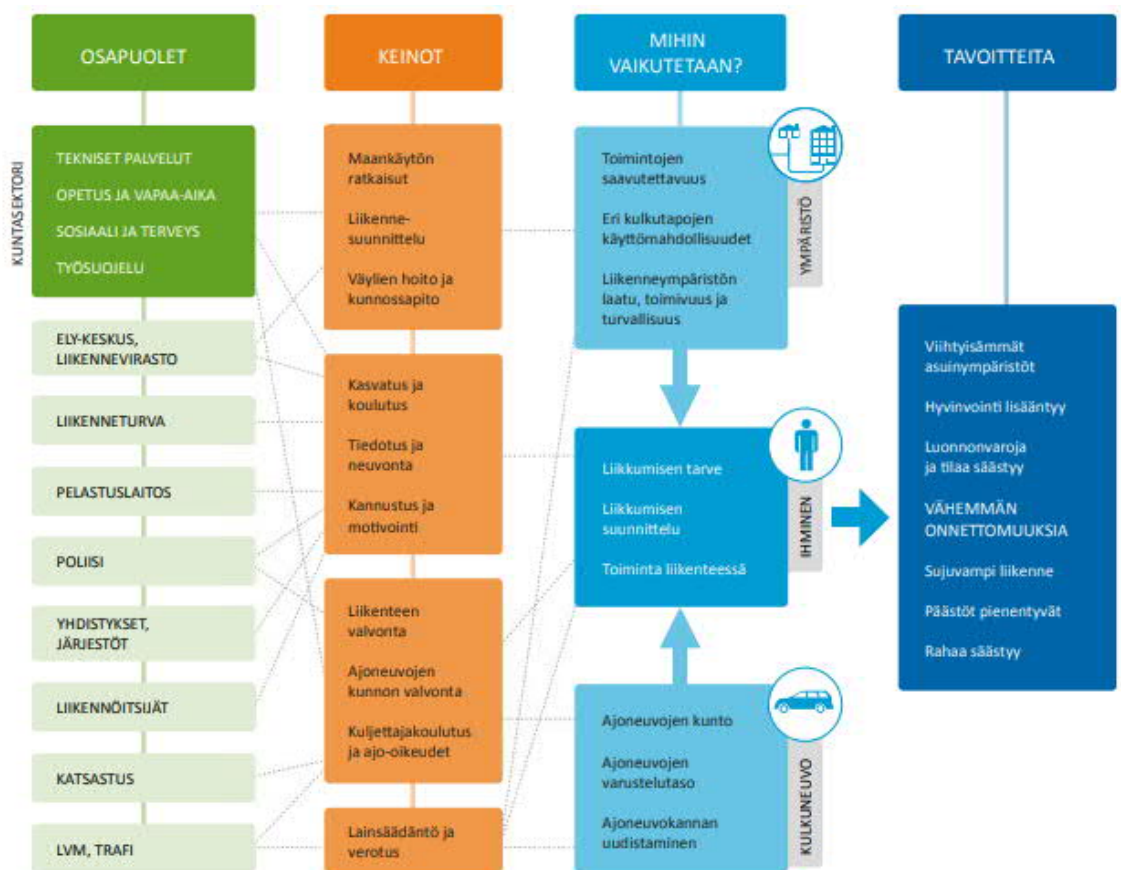 OSAPUOLET
KUNTASEKTORI
TEKNISET PALVELUT
OPETUS JA VAPAA-AIKA
SOSIAALI JA TERVEYS
TYÖSUOJELU
ELY-KESKUS,
LIIKENNEVIRASTO
LIIKENNETURVA
PELASTUSLAITOS
POLIISI
YHDISTYKSET,
JÄRJESTÖT
LIIKENNÖITSIJÄT
KATSASTUS
LVM, TRAFI
KEINOT
Maankäytön
ratkaisut
Liikenne-
suunnittelu
Väylien hoito ja
kunnossapito
Kasvatus ja
koulutus
Tiedotus ja
neuvonta
Kannustus ja
motivointi
Liikenteen
valvonta
Ajoneuvojen
kunnon valvonta
Kuljettajakoulutus
ja ajo-oikeudet
Lainsäädäntö ja
verotus
MIHIN
VAIKUTETAAN?
Toimintojen
saavutettavuus
Eri kulkutapojen
käyttömahdollisuudet
Liikenneympäristön
laatu, toimivuus ja
turvallisuus
YMPÄRISTÖ
Liikkumisen tarve
Liikkumisen
suunnittelu
Toiminta liikenteessä
IHMINEN
Ajoneuvojen kunto
Ajoneuvojen
varustelutaso
Ajoneuvokannan
uudistaminen
KULKUNEUVO
TAVOITTEITA
Viihtyisämmät
asuinympäristöt
Hyvinvointi lisääntyy
Luonnonvaroja
ja tilaa säästyy
VÄHEMMÄN
ONNETTOMUUKSIA
Sujuvampi liikenne
Päästöt pienentyvät
Rahaa säästyy